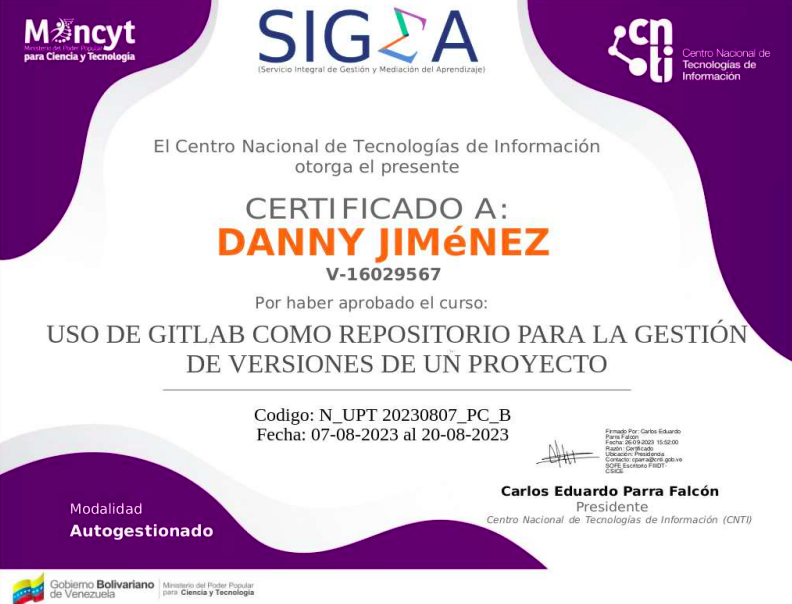 Mincyt
Ministerio del Poder Popular
para Ciencia y Tecnología
SIGMA
(Servicio Integral de Gestión y Mediación del Aprendizaje)
cnti
Centro Nacional de
Tecnologías de
Información
El Centro Nacional de Tecnologías de Información
otorga el presente
CERTIFICADO A:
DANNY JIMéNEZ
V-16029567
Por haber aprobado el curso:
USO DE GITLAB COMO REPOSITORIO PARA LA GESTIÓN
DE VERSIONES DE UN PROYECTO
Codigo: N_UPT 20230807_PC_B
Fecha: 07-08-2023 al 20-08-2023
Firmado Por: Carlos Eduardo
Parra Falcon
Fecha: 26-09-2023 15:52:00
Razon: Certificado
Ubicación: Presidencia
Contacto: cparra@cnti.gob.ve
SOFE Escritorio FIIIDT-
CSICE
Carlos Eduardo Parra Falcón
Presidente
Centro Nacional de Tecnologías de Información (CNTI)
Modalidad
Autogestionado
Gobierno Bolivariano
de Venezuela
Ministerio del Poder Popular
para Ciencia y Tecnología